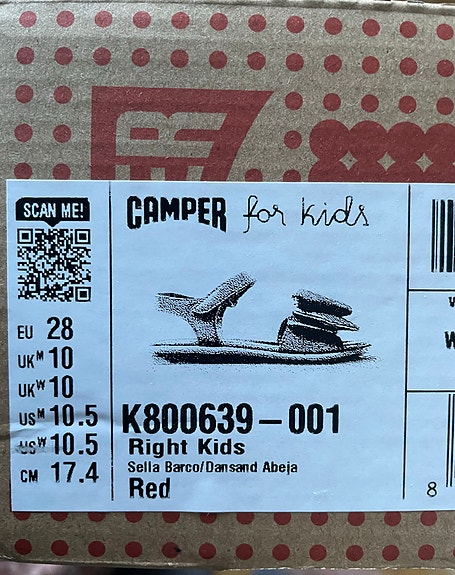 SCAN ME!
CAMPER for kids
EU 28
UK M 10
UK W 10
US M 10.5
US W 10.5
CM 17.4
K800639-001
Right Kids
Sella Barco/Dansand Abeja
Red
W
8